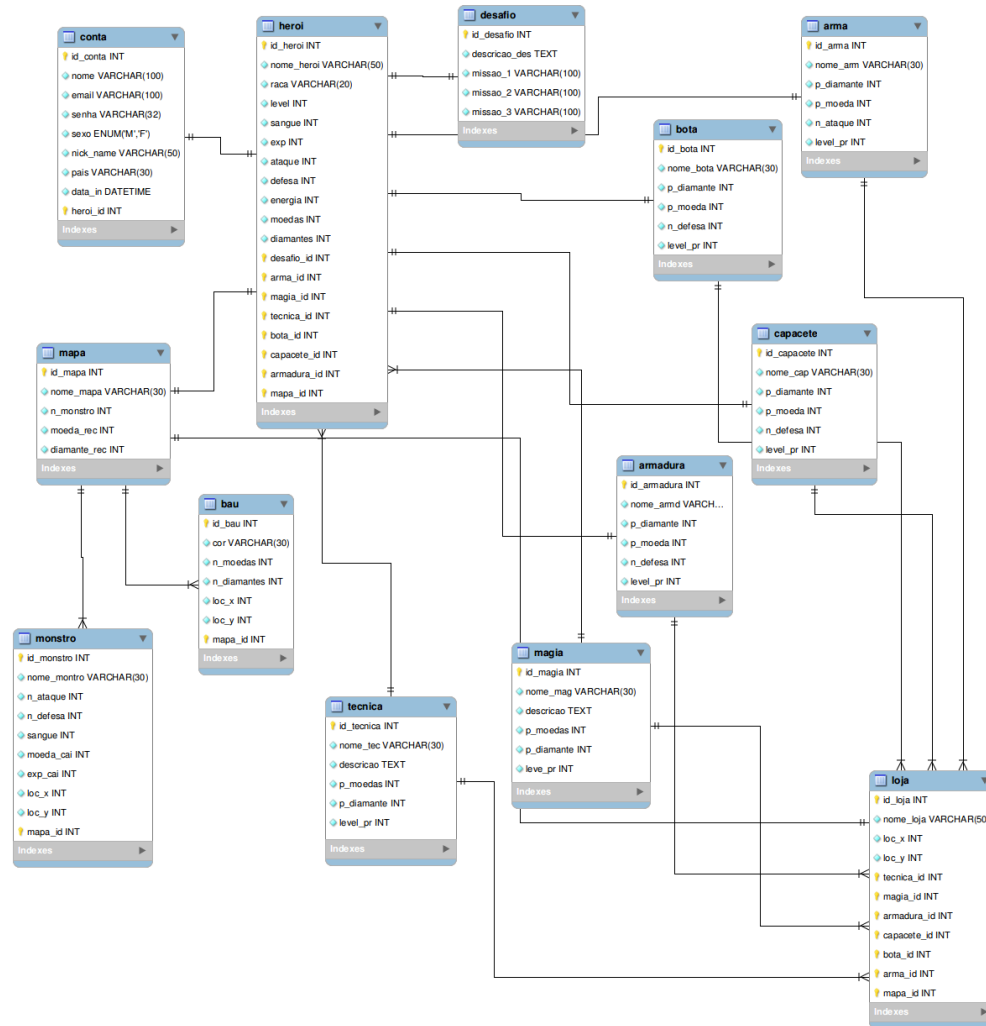 conta
id_conta INT
nome VARCHAR(100)
email VARCHAR(100)
senha VARCHAR(32)
sexo ENUM('M','F')
nick_name VARCHAR(50)
pais VARCHAR(30)
data_in DATETIME
heroi_id INT
Indexes
heroi
id_heroi INT
nome_heroi VARCHAR(50)
raca VARCHAR(20)
level INT
sangue INT
exp INT
ataque INT
defesa INT
energia INT
moedas INT
diamantes INT
desafio_id INT
arma_id INT
magia_id INT
tecnica_id INT
bota_id INT
capacete_id INT
armadura_id INT
mapa_id INT
Indexes
desafio
id_desafio INT
descricao_des TEXT
missao_1 VARCHAR(100)
missao_2 VARCHAR(100)
missao_3 VARCHAR(100)
Indexes
arma
id_arma INT
nome_arm VARCHAR(30)
p_diamante INT
p_moeda INT
n_ataque INT
level_pr INT
Indexes
bota
id_bota INT
nome_bota VARCHAR(30)
p_diamante INT
p_moeda INT
n_defesa INT
level_pr INT
Indexes
capacete
id_capacete INT
nome_cap VARCHAR(30)
p_diamante INT
p_moeda INT
n_defesa INT
level_pr INT
Indexes
mapa
id_mapa INT
nome_mapa VARCHAR(30)
n_monstro INT
moeda_rec INT
diamante_rec INT
Indexes
armadura
id_armadura INT
nome_armd VARCH...
p_diamante INT
p_moeda INT
n_defesa INT
level_pr INT
Indexes
bau
id_bau INT
cor VARCHAR(30)
n_moedas INT
n_diamantes INT
loc_x INT
loc_y INT
mapa_id INT
Indexes
monstro
id_monstro INT
nome_montro VARCHAR(30)
n_ataque INT
n_defesa INT
sangue INT
moeda_cai INT
exp_cai INT
loc_x INT
loc_y INT
mapa_id INT
Indexes
tecnica
id_tecnica INT
nome_tec VARCHAR(30)
descricao TEXT
p_moedas INT
p_diamante INT
level_pr INT
Indexes
magia
id_magia INT
nome_mag VARCHAR(30)
descricao TEXT
p_moedas INT
p_diamante INT
leve_pr INT
Indexes
loja
id_loja INT
nome_loja VARCHAR(50
loc_x INT
loc_y INT
tecnica_id INT
magia_id INT
armadura_id INT
capacete_id INT
bota_id INT
arma_id INT
mapa_id INT
Indexes